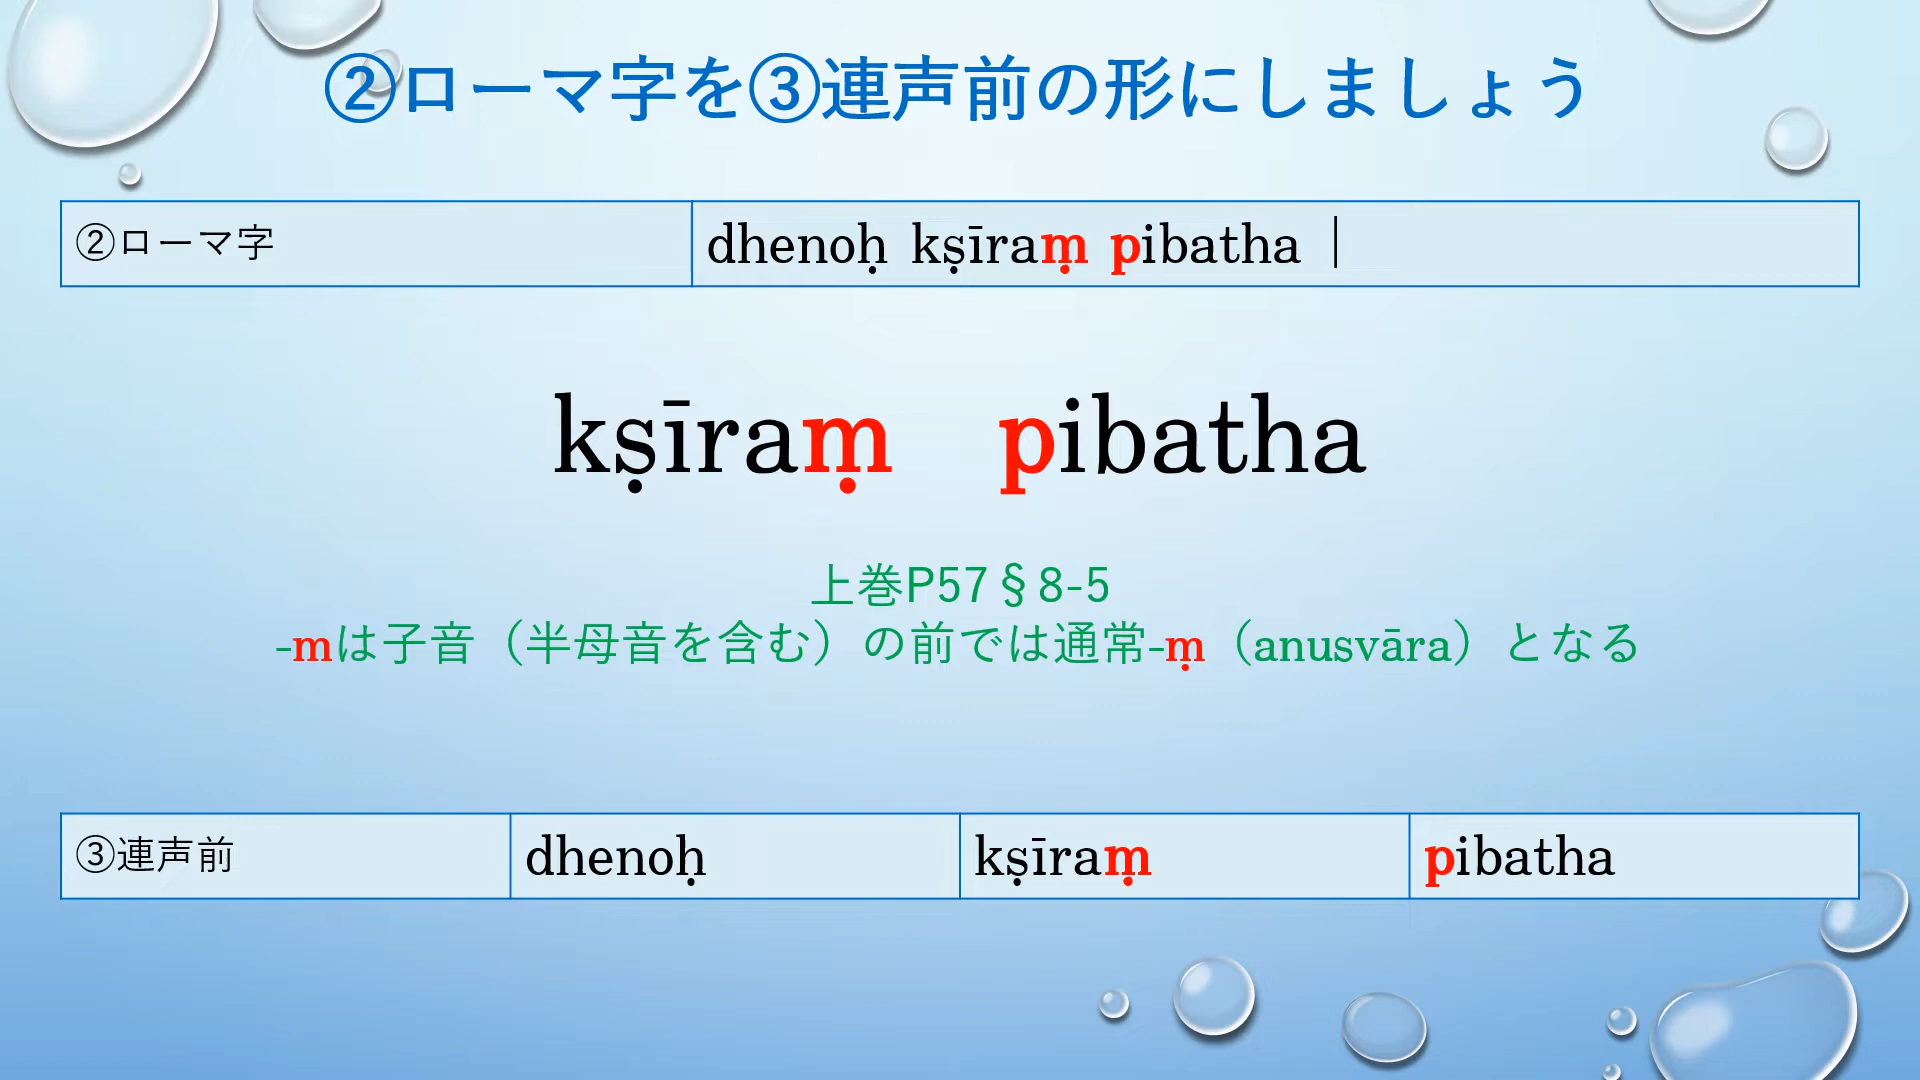 ②ローマ字を③連声前の形にしましょう
②ローマ字 dhenoḥ kṣīraṃ pibatha |
kṣīraṃ pibatha
上巻P57§8-5
-mは子音（半母音を含む）の前では通常-ṃ（anusvāra）となる
③連声前 dhenoḥ kṣīraṃ pibatha